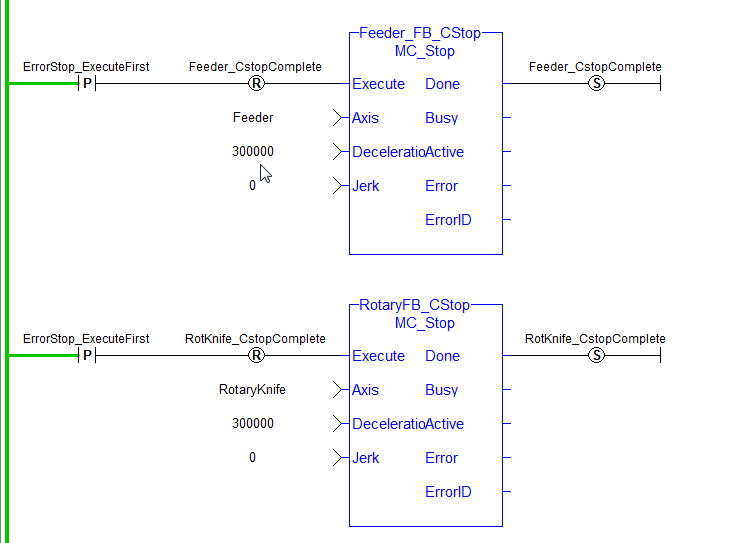 Feeder_FB_CStop
MC_Stop
ErrorStop_ExecuteFirst Feeder_CstopComplete Feeder_CstopComplete
P R Execute Done S
Feeder Axis Busy
300000 DeceleratioActive
0 Jerk Error
ErrorID
RotaryFB_CStop
MC_Stop
ErrorStop_ExecuteFirst RotKnife_CstopComplete RotKnife_CstopComplete
P R Execute Done S
RotaryKnife Axis Busy
300000 DeceleratioActive
0 Jerk Error
ErrorID